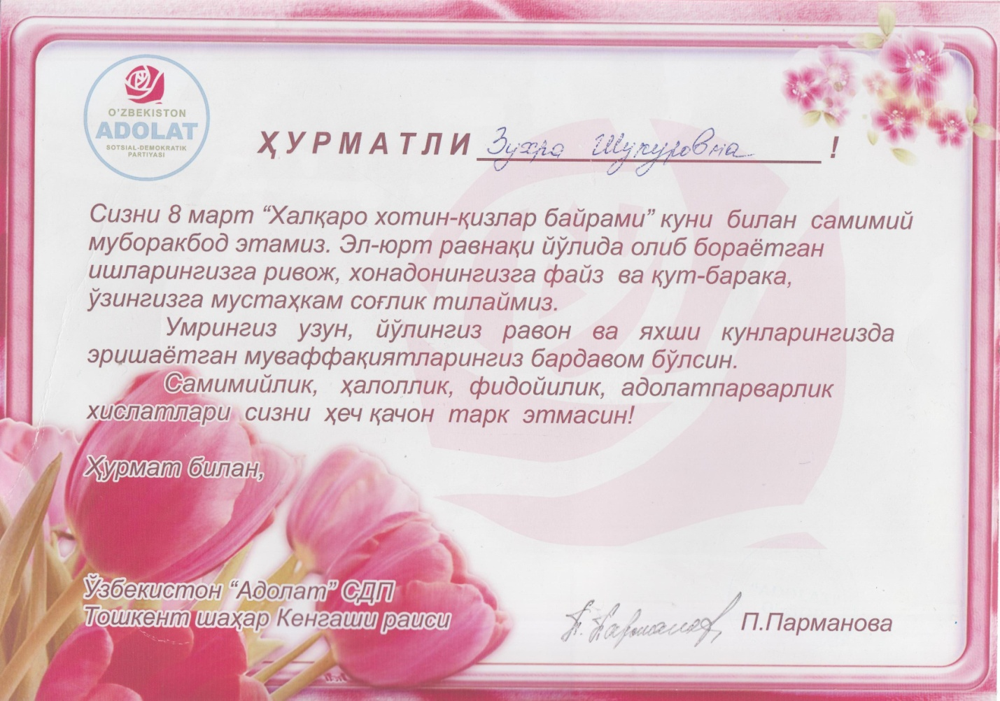 O'ZBEKISTON
ADOLAT
SOTSIAL-DEMOKRATIK
PARTIYASI
ҲУРМАТЛИ Зухра Шукуровна !
Сизни 8 март “Халқаро хотин-қизлар байрами” куни билан самимий
муборакбод этамиз. Эл-юрт равнақи йўлида олиб бораётган
ишларингизга ривож, хонадонингизга файз ва қут-барака,
ўзингизга мустаҳкам соғлик тилаймиз.
Умрингиз узун, йўлингиз равон ва яхши кунларингизда
эришаётган муваффақиятларингиз бардавом бўлсин.
Самимийлик, ҳалоллик, фидойилик, адолатпарварлик
хислатлари сизни ҳеч қачон тарк этмасин!
Ҳурмат билан,
Ўзбекистон “Адолат” СДП
Тошкент шаҳар Кенгаши раиси
П.Парманова П.Парманова